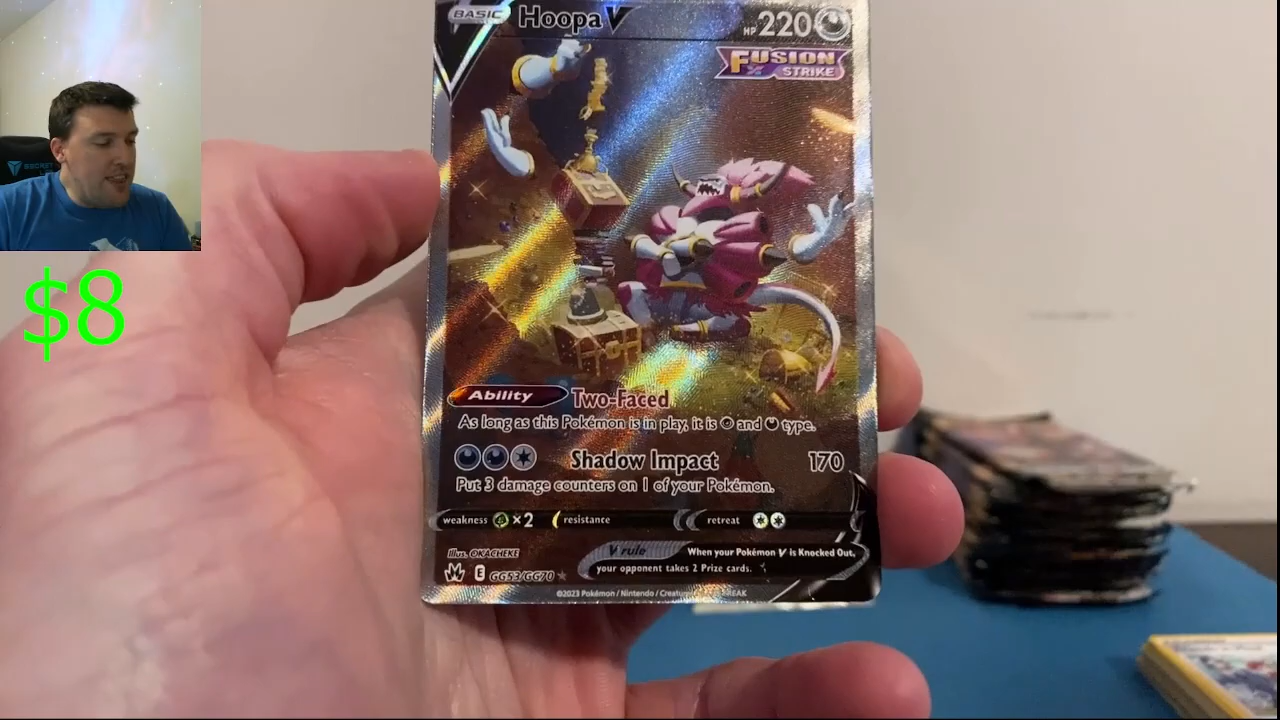 BASIC Hoopa V HP 220
FUSION
STRIKE
$8
Ability Two-Faced
As long as this Pokémon is in play, it is and type.
Shadow Impact 170
Put 3 damage counters on 1 of your Pokémon.
weakness ×2 resistance retreat
Illus. OKACHEKE
V rule When your Pokémon V is Knocked Out,
your opponent takes 2 Prize cards.
E GG53/GG70
©2023 Pokémon / Nintendo /